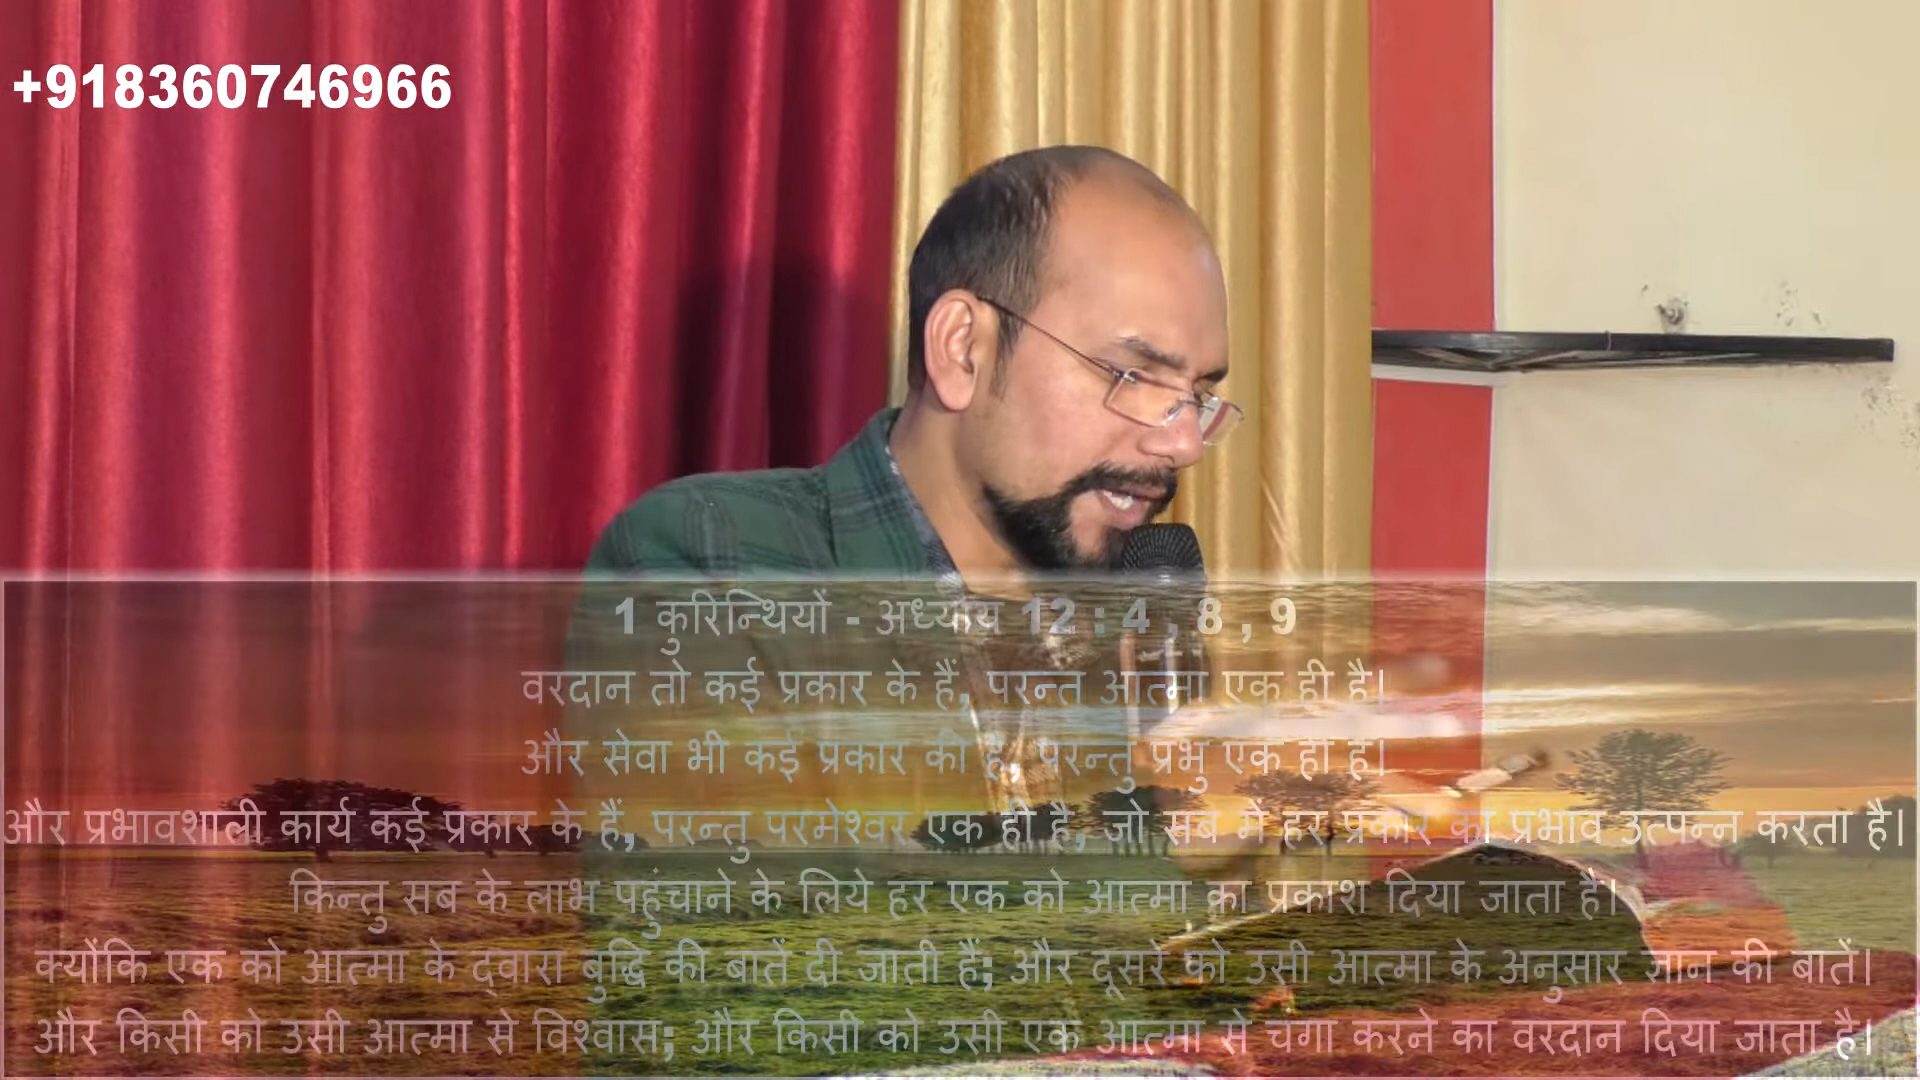 +918360746966
1 कुरिन्थियों - अध्याय 12 : 4 , 8 , 9
वरदान तो कई प्रकार के हैं, परन्तु आत्मा एक ही है।
और सेवा भी कई प्रकार की है, परन्तु प्रभु एक ही है।
और प्रभावशाली कार्य कई प्रकार के हैं, परन्तु परमेश्वर एक ही है, जो सब में हर प्रकार का प्रभाव उत्पन्न करता है।
किन्तु सब के लाभ पहुंचाने के लिये हर एक को आत्मा का प्रकाश दिया जाता है।
क्योंकि एक को आत्मा के द्वारा बुद्धि की बातें दी जाती हैं; और दूसरे को उसी आत्मा के अनुसार ज्ञान की बातें।
और किसी को उसी आत्मा से विश्वास; और किसी को उसी एक आत्मा से चंगा करने का वरदान दिया जाता है।